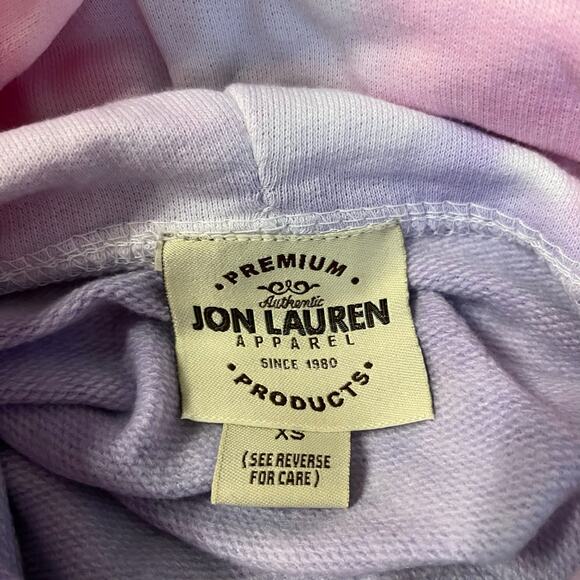 • PREMIUM •
Authentic
JON LAUREN
APPAREL
SINCE 1980
• PRODUCTS •
XS
(SEE REVERSE
FOR CARE)